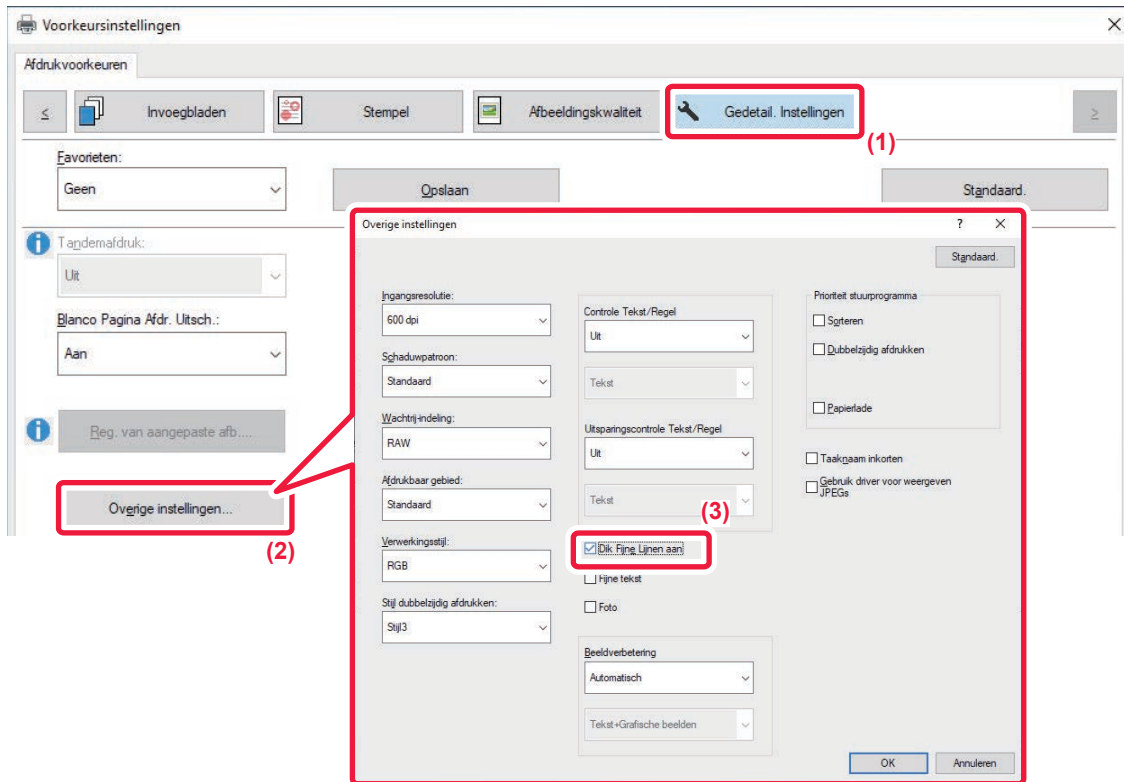 Voorkeursinstellingen
Afdrukvoorkeuren
≤
Invoegbladen
Stempel
Afbeeldingskwaliteit
Gedetail. Instellingen
≥
(1)
Favorieten:
Geen
Opslaan
Standaard.
Tandemafdruk:
Uit
Blanco Pagina Afdr. Uitsch.:
Aan
Reg. van aangepaste afb....
Overige instellingen...
(2)
Overige instellingen
?
Standaard.
Ingangsresolutie:
600 dpi
Schaduwpatroon:
Standaard
Wachtrij-indeling:
RAW
Afdrukbaar gebied:
Standaard
Verwerkingsstijl:
RGB
Stijl dubbelzijdig afdrukken:
Stijl3
Controle Tekst/Regel
Uit
Tekst
Uitsparingscontrole Tekst/Regel
Uit
Tekst
(3)
Dik Fijne Lijnen aan
Fijne tekst
Foto
Beeldverbetering
Automatisch
Tekst+Grafische beelden
Prioriteit stuurprogramma
Sorteren
Dubbelzijdig afdrukken
Papierlade
Taaknaam inkorten
Gebruik driver voor weergeven
JPEGs
OK
Annuleren